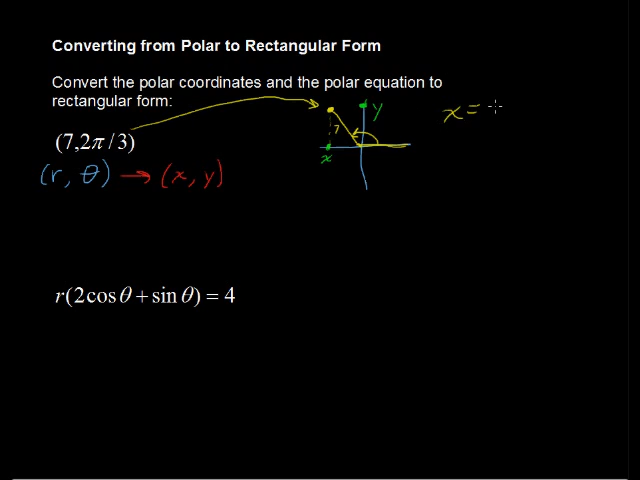 Converting from Polar to Rectangular Form
Convert the polar coordinates and the polar equation to
rectangular form:
(7,2π/3)
(r, θ) → (x, y)
7
y
x
x =
r(2cosθ + sinθ) = 4